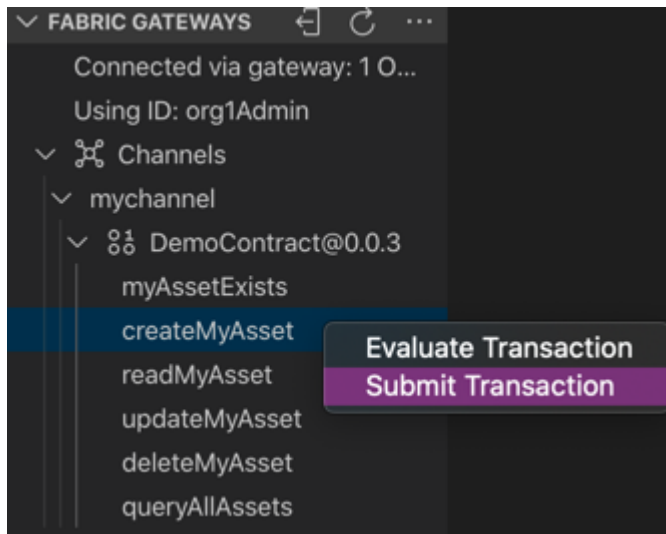 FABRIC GATEWAYS
Connected via gateway: 1 O...
Using ID: org1Admin
Channels
mychannel
DemoContract@0.0.3
myAssetExists
createMyAsset
Evaluate Transaction
Submit Transaction
readMyAsset
updateMyAsset
deleteMyAsset
queryAllAssets